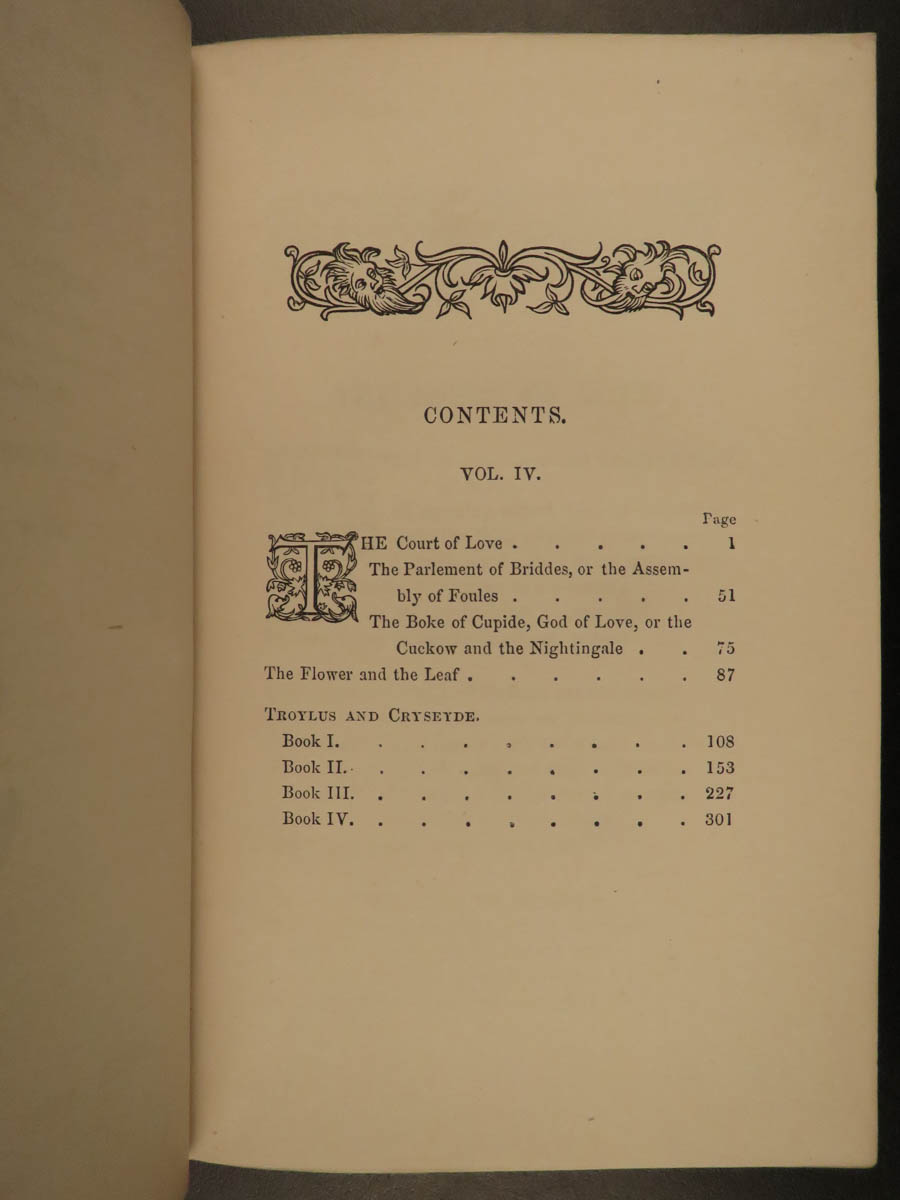 CONTENTS.
VOL. IV.
Page
THE Court of Love . . . . . 1
The Parlement of Briddes, or the Assem-
bly of Foules . . . . . 51
The Boke of Cupide, God of Love, or the
Cuckow and the Nightingale . . 75
The Flower and the Leaf . . . . . . 87
TROYLUS AND CRYSEYDE.
Book I. . . . . . . . . 108
Book II. . . . . . . . . 153
Book III. . . . . . . . . 227
Book IV. . . . . . . . . 301